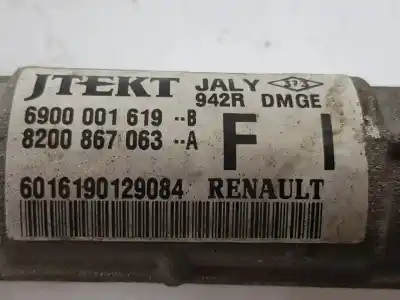 JTEKT JALY
942R DMGE
6900 001 619 --B
8200 867 063 --A
F I
6016190129084 RENAULT